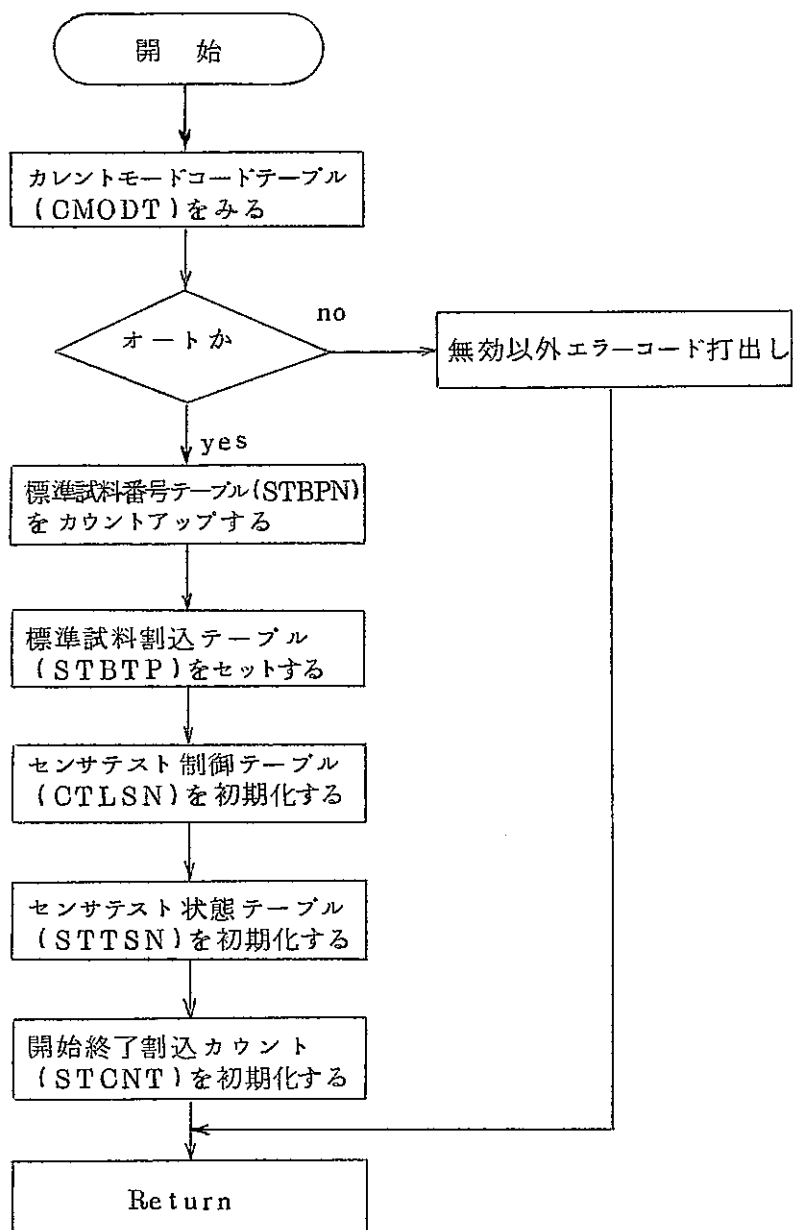 開 始
カレントモードコードテーブル
(CMODT)をみる
オートか
no
無効以外エラーコード打出し
yes
標準試料番号テーブル(STBPN)
をカウントアップする
標準試料割込テーブル
(STBTP)をセットする
センサテスト制御テーブル
(CTLSN)を初期化する
センサテスト状態テーブル
(STTSN)を初期化する
開始終了割込カウント
(STCNT)を初期化する
Return